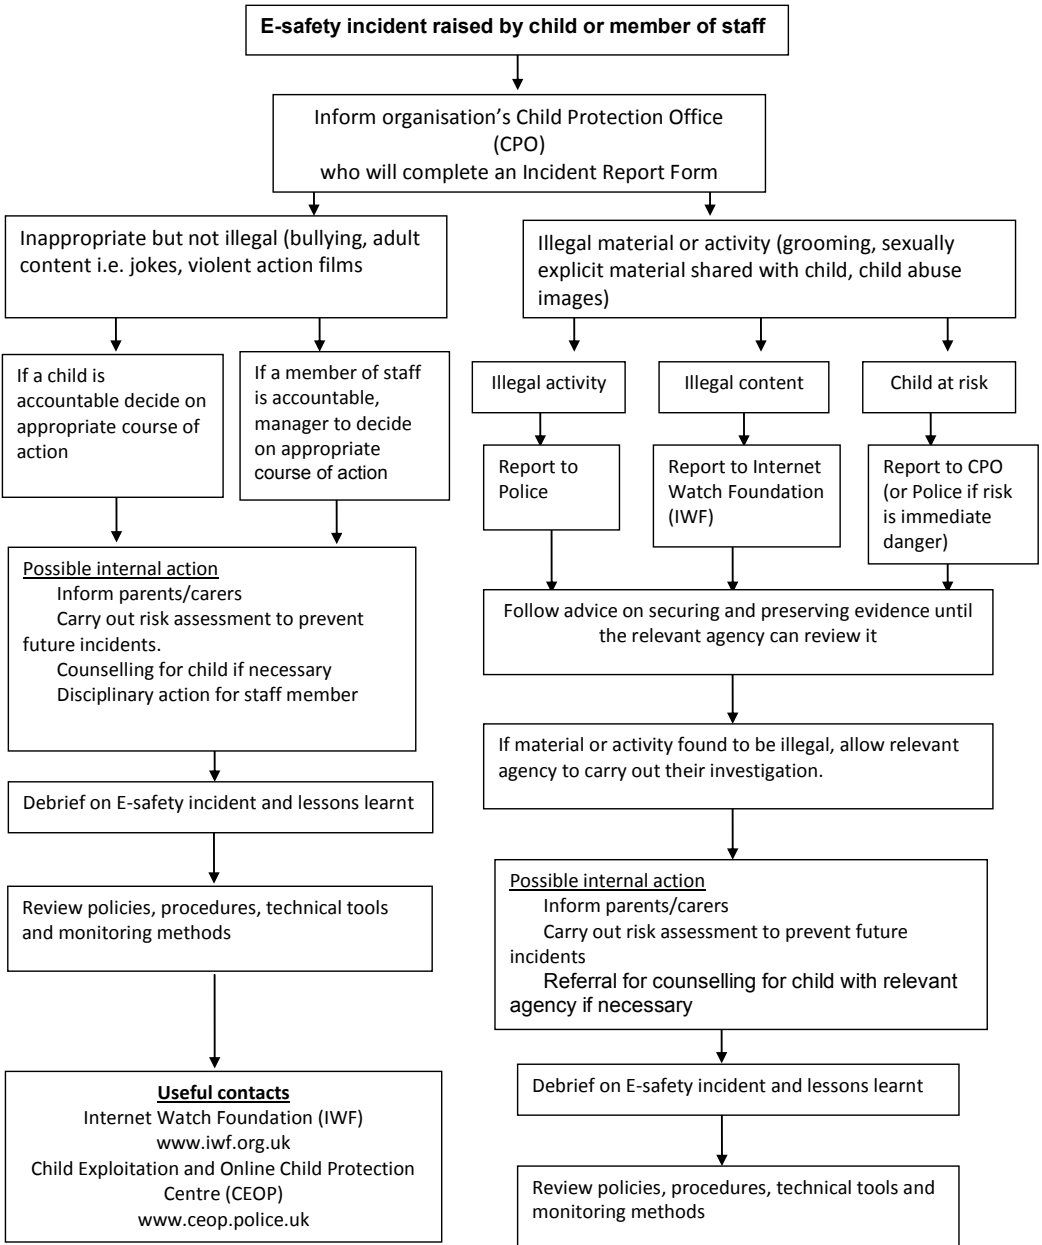 E-safety incident raised by child or member of staff
Inform organisation's Child Protection Office
(CPO)
who will complete an Incident Report Form
Inappropriate but not illegal (bullying, adult
content i.e. jokes, violent action films
Illegal material or activity (grooming, sexually
explicit material shared with child, child abuse
images)
If a child is
accountable decide on
appropriate course of
action
If a member of staff
is accountable,
manager to decide
on appropriate
course of action
Illegal activity
Illegal content
Child at risk
Report to
Police
Report to Internet
Watch Foundation
(IWF)
Report to CPO
(or Police if risk
is immediate
danger)
Possible internal action
Inform parents/carers
Carry out risk assessment to prevent
future incidents.
Counselling for child if necessary
Disciplinary action for staff member
Follow advice on securing and preserving evidence until
the relevant agency can review it
If material or activity found to be illegal, allow relevant
agency to carry out their investigation.
Debrief on E-safety incident and lessons learnt
Review policies, procedures, technical tools
and monitoring methods
Possible internal action
Inform parents/carers
Carry out risk assessment to prevent future
incidents
Referral for counselling for child with relevant
agency if necessary
Useful contacts
Internet Watch Foundation (IWF)
www.iwf.org.uk
Child Exploitation and Online Child Protection
Centre (CEOP)
www.ceop.police.uk
Debrief on E-safety incident and lessons learnt
Review policies, procedures, technical tools and
monitoring methods